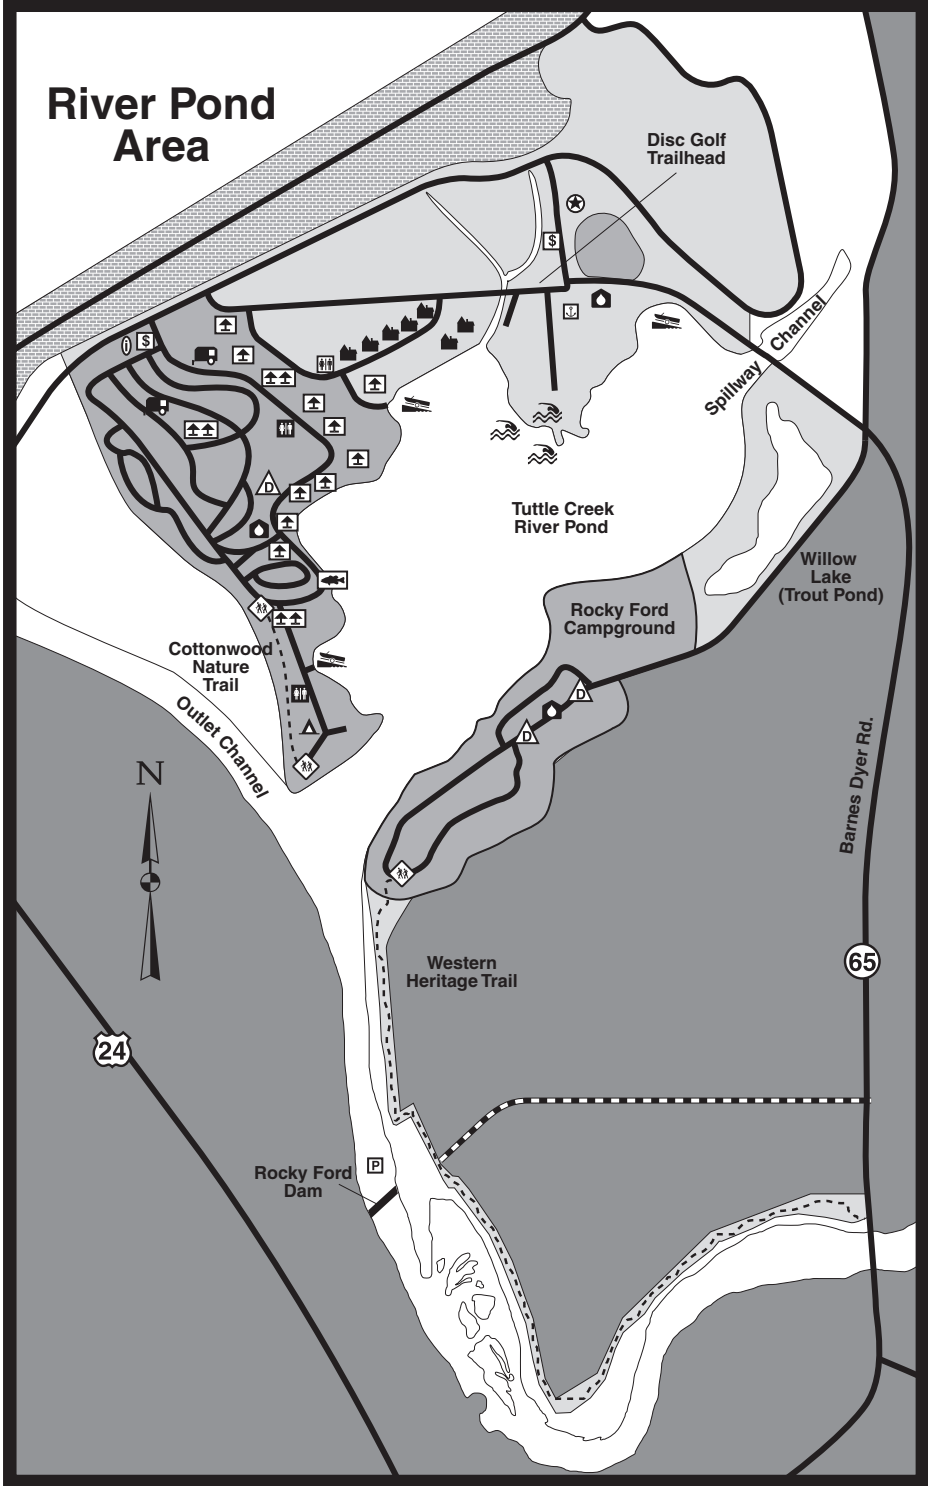 River Pond
Area
Disc Golf
Trailhead
$
i
$
Spillway Channel
D
Tuttle Creek
River Pond
Willow
Lake
(Trout Pond)
Rocky Ford
Campground
Cottonwood
Nature
Trail
D
D
Outlet Channel
N
Barnes Dyer Rd.
Western
Heritage Trail
65
24
P
Rocky Ford
Dam